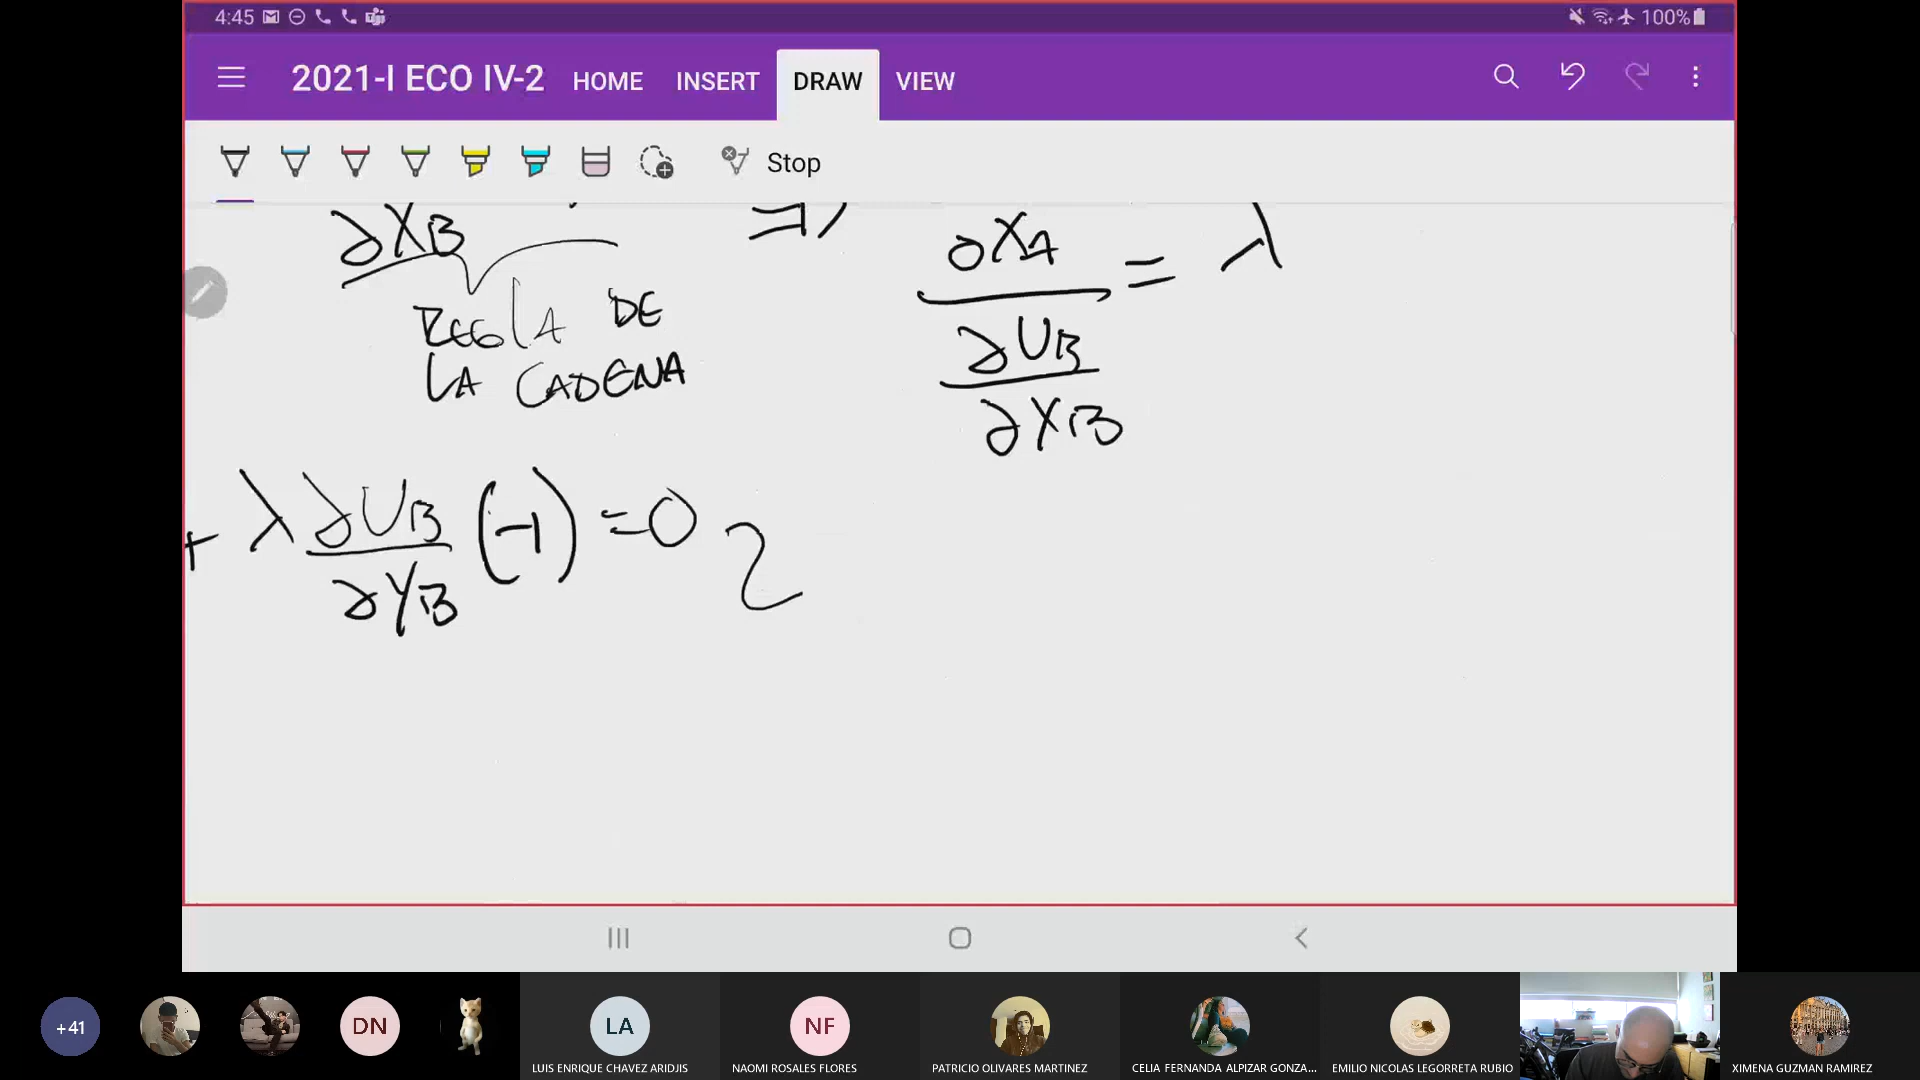 4:45 100%
2021-I ECO IV-2 HOME INSERT DRAW VIEW
Stop
∂XB => ∂XA = λ
REGLA DE
LA CADENA
∂UB
∂XB
+ λ ∂UB (-1) = 0 2
∂YB
+41 DN LA NF
LUIS ENRIQUE CHAVEZ ARIDJIS NAOMI ROSALES FLORES PATRICIO OLIVARES MARTINEZ CELIA FERNANDA ALPIZAR GONZA... EMILIO NICOLAS LEGORRETA RUBIO XIMENA GUZMAN RAMIREZ